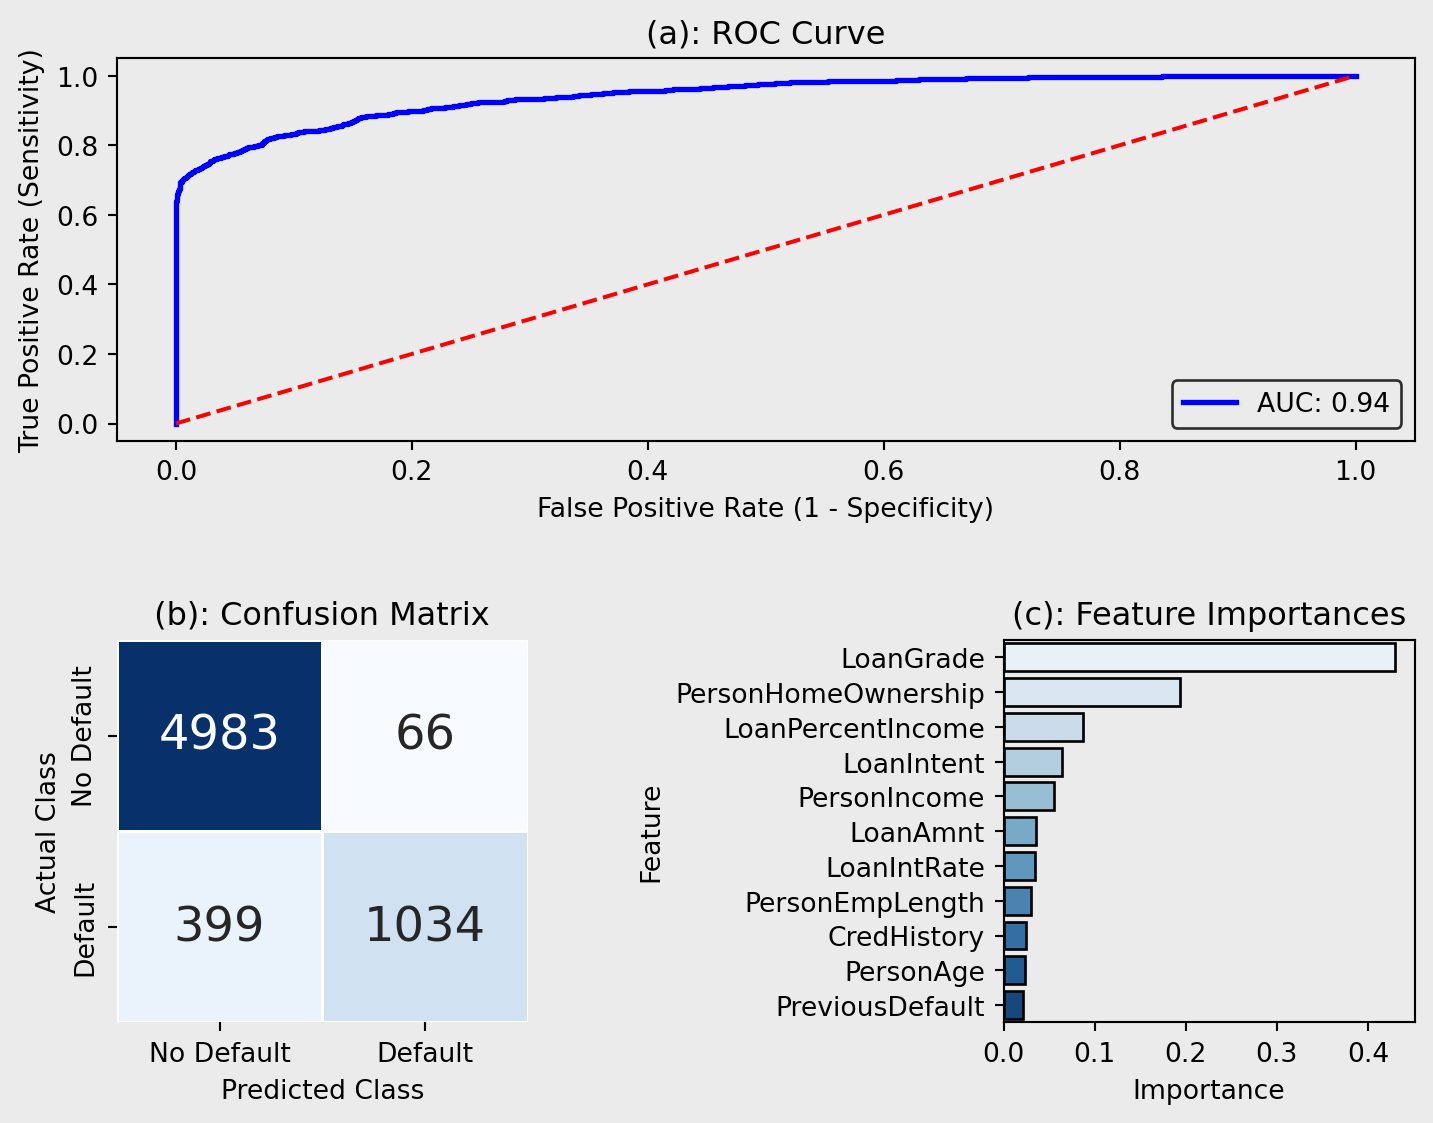 (a): ROC Curve
True Positive Rate (Sensitivity)
1.0
0.8
0.6
0.4
0.2
0.0
AUC: 0.94
0.0 0.2 0.4 0.6 0.8 1.0
False Positive Rate (1 - Specificity)
(b): Confusion Matrix
Actual Class
No Default
Default
4983 66
399 1034
No Default Default
Predicted Class
(c): Feature Importances
Feature
LoanGrade
PersonHomeOwnership
LoanPercentIncome
LoanIntent
PersonIncome
LoanAmnt
LoanIntRate
PersonEmpLength
CredHistory
PersonAge
PreviousDefault
0.0 0.1 0.2 0.3 0.4
Importance